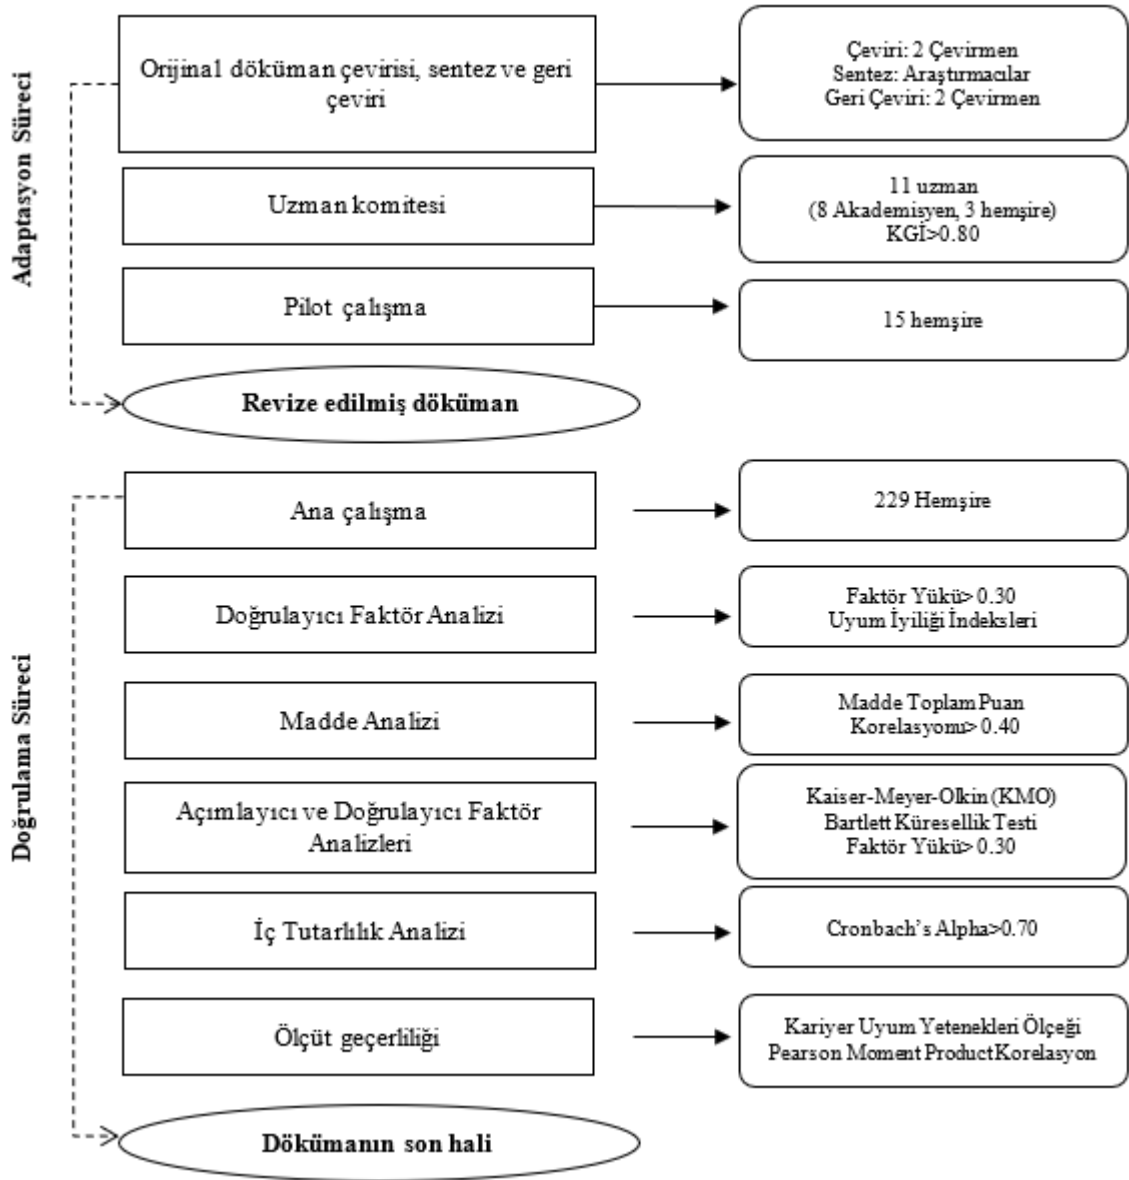 Adaptasyon Süreci
Orijinal döküman çevirisi, sentez ve geri
çeviri
Çeviri: 2 Çevirmen
Sentez: Araştırmacılar
Geri Çeviri: 2 Çevirmen
Uzman komitesi
11 uzman
(8 Akademisyen, 3 hemşire)
KGİ>0.80
Pilot çalışma
15 hemşire
Revize edilmiş döküman
Doğrulama Süreci
Ana çalışma
229 Hemşire
Doğrulayıcı Faktör Analizi
Faktör Yükü> 0.30
Uyum İyiliği İndeksleri
Madde Analizi
Madde Toplam Puan
Korelasyonu> 0.40
Açımlayıcı ve Doğrulayıcı Faktör
Analizleri
Kaiser-Meyer-Olkin (KMO)
Bartlett Küresellik Testi
Faktör Yükü> 0.30
İç Tutarlılık Analizi
Cronbach’s Alpha>0.70
Ölçüt geçerliliği
Kariyer Uyum Yetenekleri Ölçeği
Pearson Moment Product Korelasyon
Dökümanın son hali